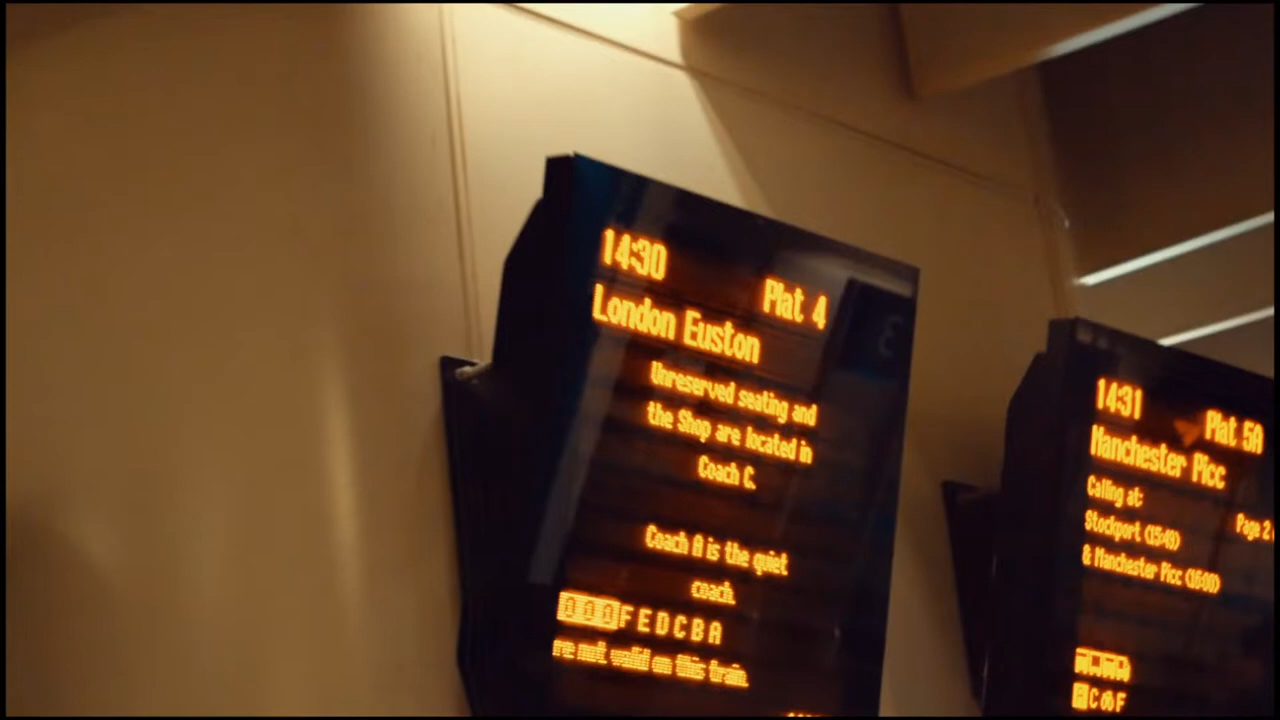 14:30
Plat 4
London Euston
Unreserved seating and
the Shop are located in
Coach C.
Coach A is the quiet
coach.
FEDCBA
re not valid on this train.
14:31
Plat 5A
Manchester Picc
Calling at:
Page 2
Stockport (15:49)
& Manchester Picc (16:00)